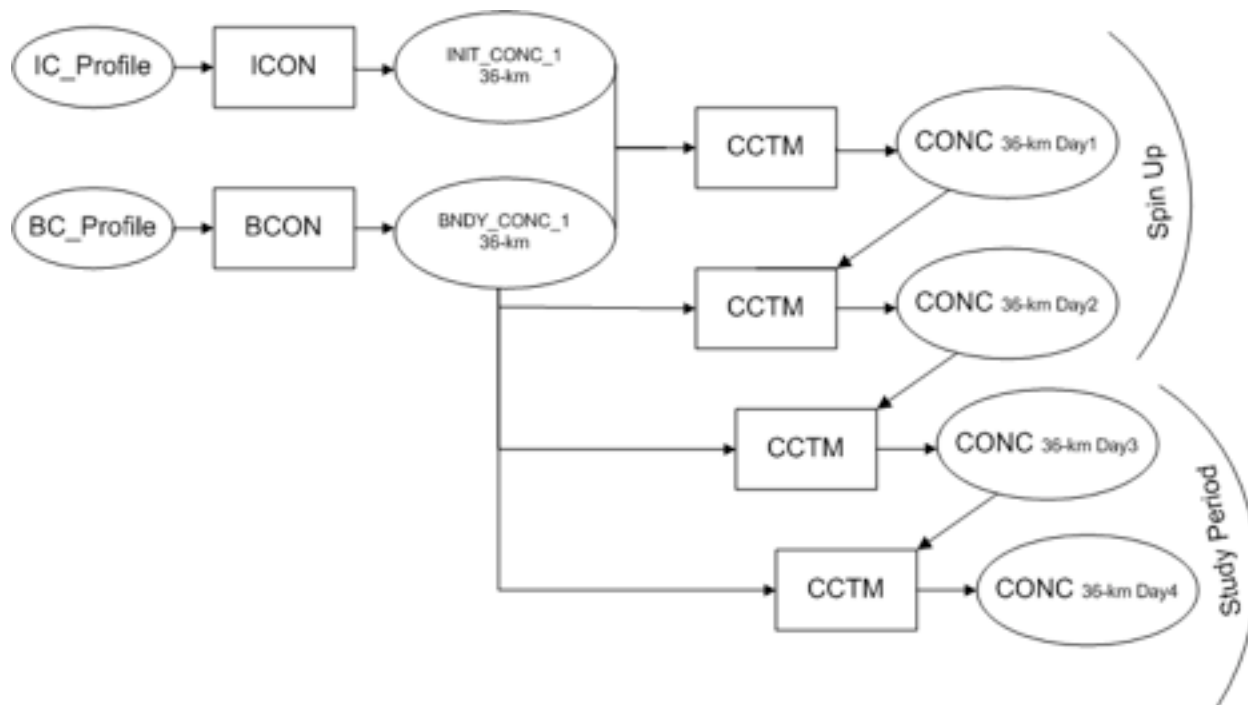 IC_Profile
ICON
INIT_CONC_1
36-km
BC_Profile
BCON
BNDY_CONC_1
36-km
CCTM
CONC 36-km Day1
CCTM
CONC 36-km Day2
Spin Up
CCTM
CONC 36-km Day3
CCTM
CONC 36-km Day4
Study Period